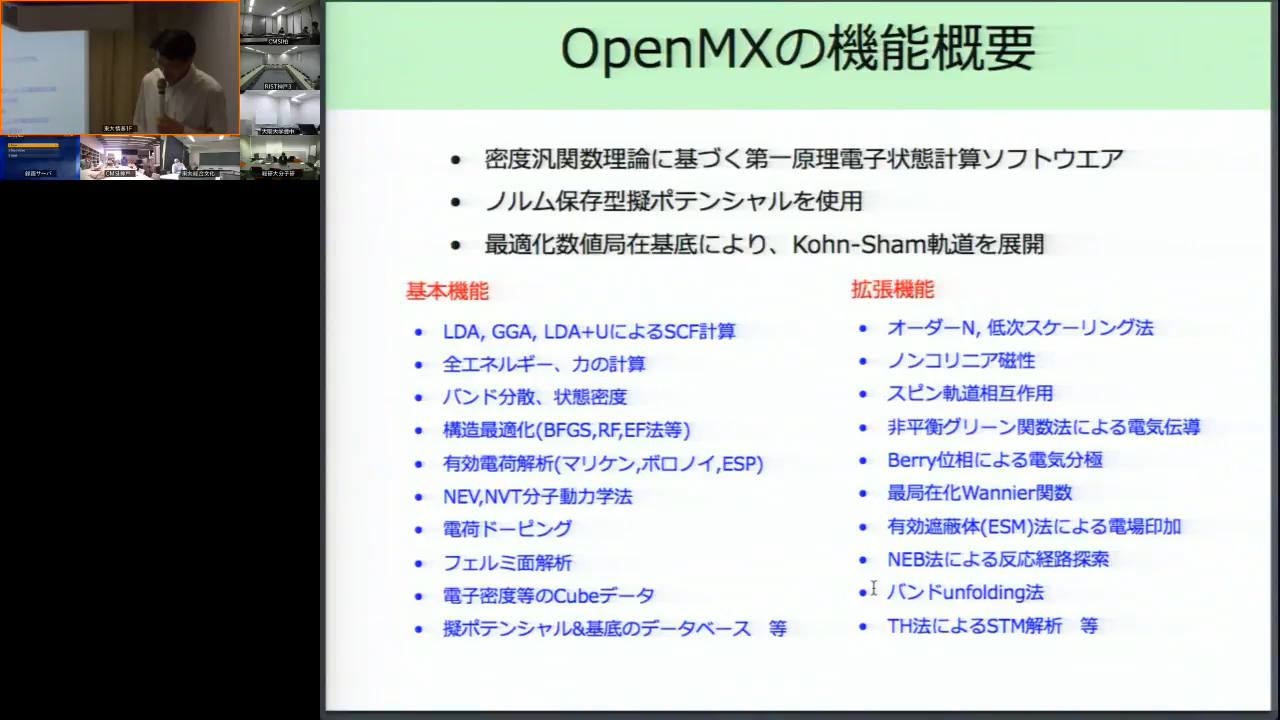 OpenMXの機能概要
• 密度汎関数理論に基づく第一原理電子状態計算ソフトウエア
• ノルム保存型擬ポテンシャルを使用
• 最適化数値局在基底により、Kohn-Sham軌道を展開
基本機能
• LDA, GGA, LDA+UによるSCF計算
• 全エネルギー、力の計算
• バンド分散、状態密度
• 構造最適化(BFGS,RF,EF法等)
• 有効電荷解析(マリケン,ボロノイ,ESP)
• NEV,NVT分子動力学法
• 電荷ドーピング
• フェルミ面解析
• 電子密度等のCubeデータ
• 擬ポテンシャル&基底のデータベース 等
拡張機能
• オーダーN, 低次スケーリング法
• ノンコリニア磁性
• スピン軌道相互作用
• 非平衡グリーン関数法による電気伝導
• Berry位相による電気分極
• 最局在化Wannier関数
• 有効遮蔽体(ESM)法による電場印加
• NEB法による反応経路探索
• バンドunfolding法
• TH法によるSTM解析 等
CMSI柏
RIST神戸3
大阪大学豊中
東大情基1F
録画サーバ
CMSI神戸
東大総合文化
総研大分子研